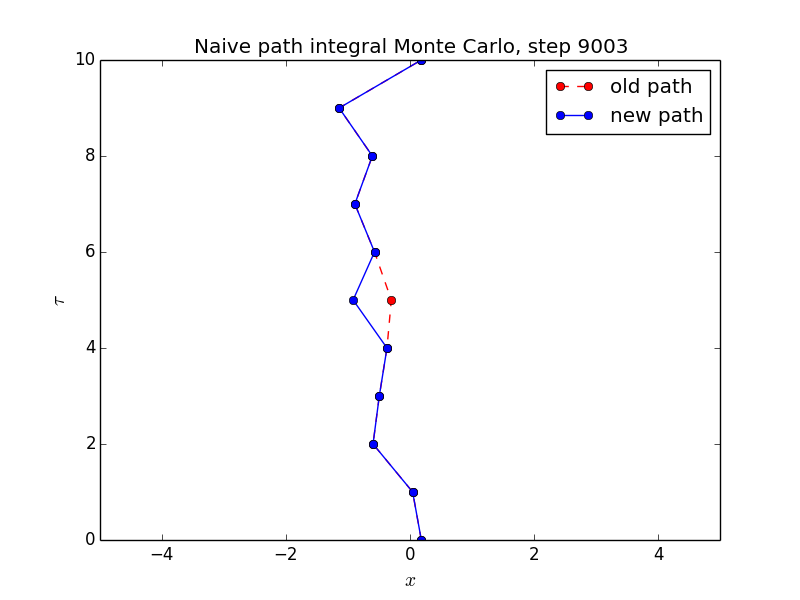 Naive path integral Monte Carlo, step 9003
old path
new path
10
8
6
4
2
0
τ
−4 −2 0 2 4
x